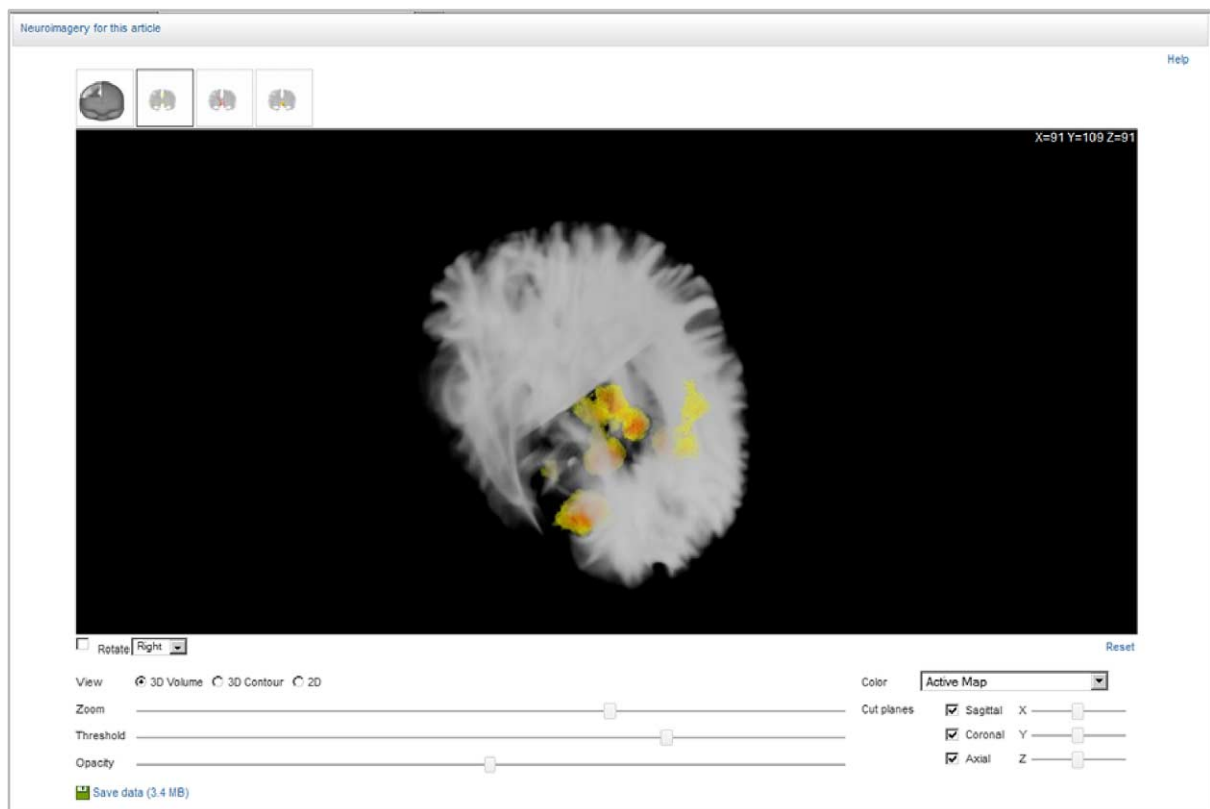 Neuroimagery for this article
Help
X=91 Y=109 Z=91
Rotate Right
Reset
View 3D Volume 3D Contour 2D
Color Active Map
Zoom
Cut planes Sagittal X
Threshold
Coronal Y
Axial Z
Opacity
Save data (3.4 MB)